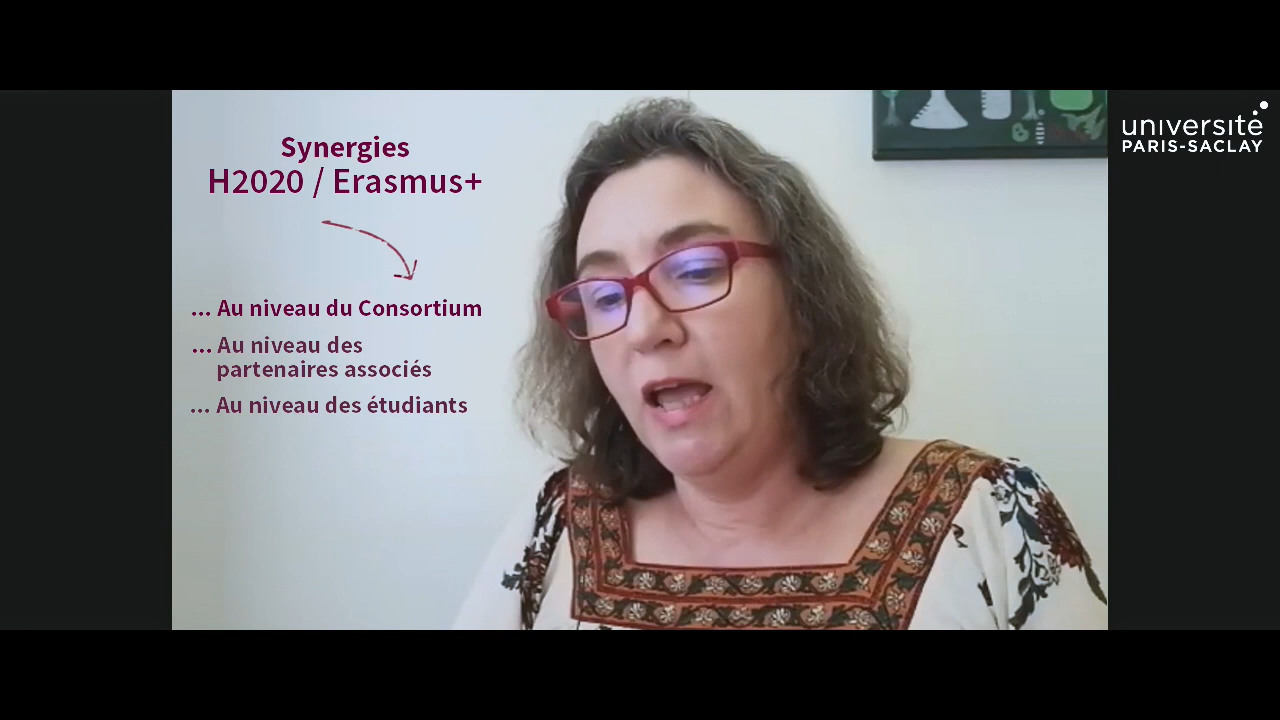 Synergies
H2020 / Erasmus+
... Au niveau du Consortium
... Au niveau des
partenaires associés
... Au niveau des étudiants
université
PARIS-SACLAY